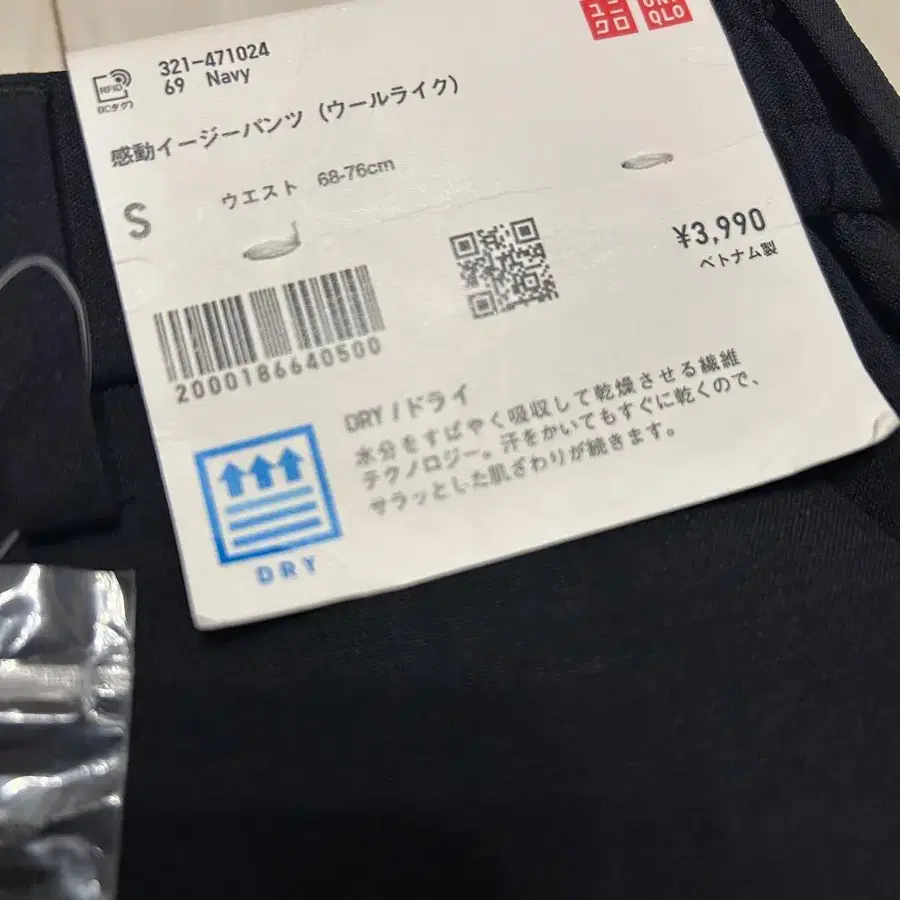 ユニクロ
UNIQLO
RFID
(ICタグ)
321-471024
69 Navy
感動イージーパンツ (ウールライク)
S ウエスト 68-76cm
¥3,990
ベトナム製
2000186640500
DRY / ドライ
水分をすばやく吸収して乾燥させる繊維
テクノロジー。汗をかいてもすぐに乾くので、
サラッとした肌ざわりが続きます。
DRY